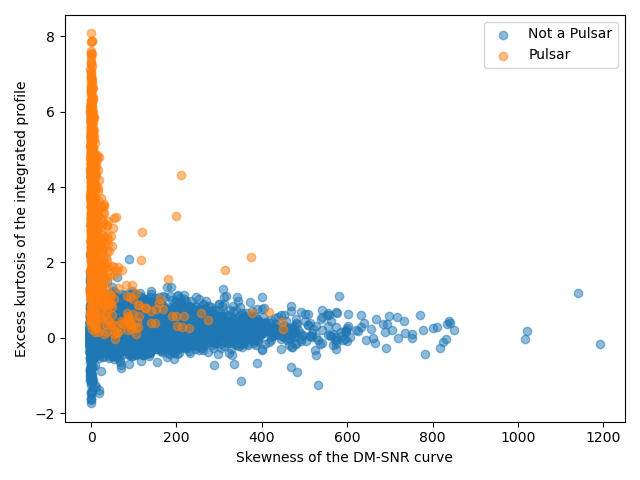 Not a Pulsar
Pulsar
8
6
4
2
0
−2
Excess kurtosis of the integrated profile
0 200 400 600 800 1000 1200
Skewness of the DM-SNR curve